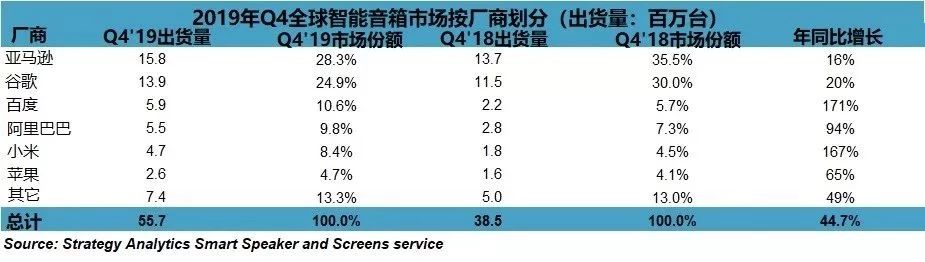 2019年Q4全球智能音箱市场按厂商划分（出货量：百万台）
厂商 Q4'19出货量 Q4'19市场份额 Q4'18出货量 Q4'18市场份额 年同比增长
亚马逊 15.8 28.3% 13.7 35.5% 16%
谷歌 13.9 24.9% 11.5 30.0% 20%
百度 5.9 10.6% 2.2 5.7% 171%
阿里巴巴 5.5 9.8% 2.8 7.3% 94%
小米 4.7 8.4% 1.8 4.5% 167%
苹果 2.6 4.7% 1.6 4.1% 65%
其它 7.4 13.3% 5.0 13.0% 49%
总计 55.7 100.0% 38.5 100.0% 44.7%
Source: Strategy Analytics Smart Speaker and Screens service